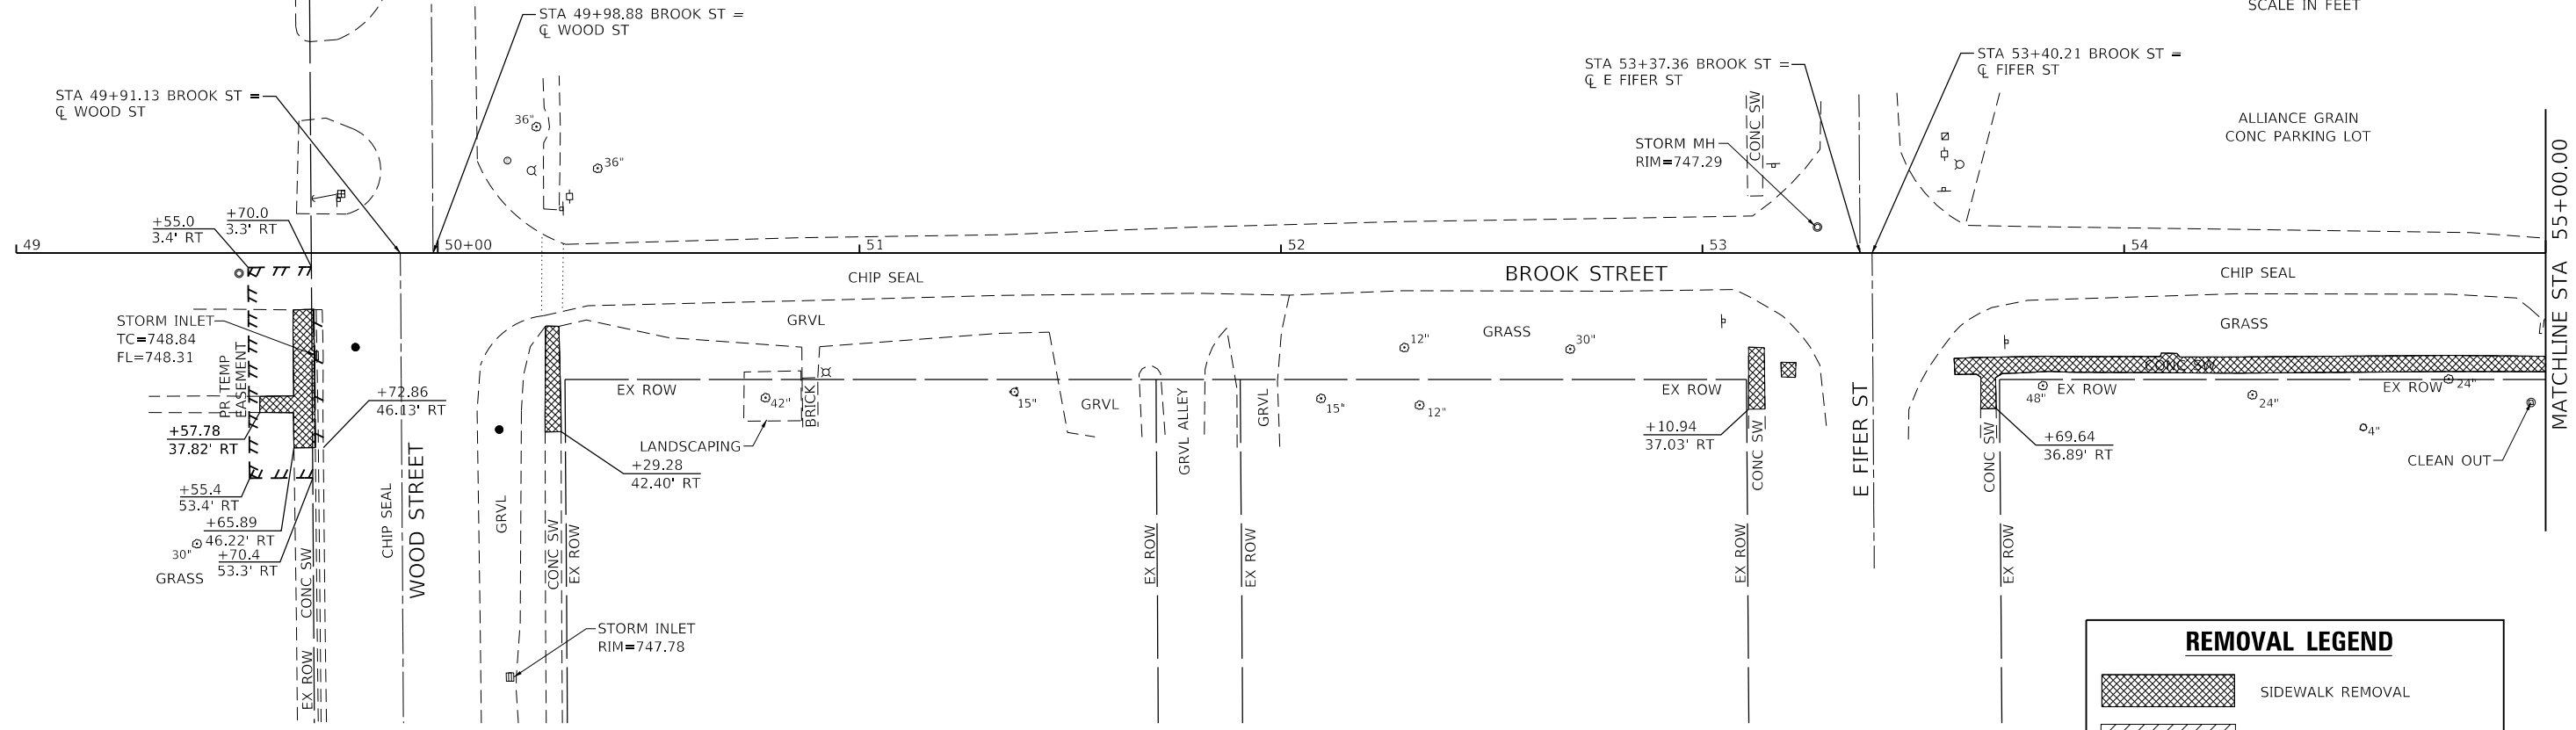 SCALE IN FEET
STA 49+98.88 BROOK ST =
℄ WOOD ST
STA 49+91.13 BROOK ST =
℄ WOOD ST
STA 53+37.36 BROOK ST =
℄ E FIFER ST
STA 53+40.21 BROOK ST =
℄ FIFER ST
ALLIANCE GRAIN
CONC PARKING LOT
STORM MH
RIM=747.29
CONC SW
36"
36"
MATCHLINE STA 55+00.00
+55.0
3.4' RT
+70.0
3.3' RT
49
50+00
51
52
53
54
CHIP SEAL
BROOK STREET
CHIP SEAL
STORM INLET
TC=748.84
FL=748.31
PR TEMP
EASEMENT
GRVL
GRASS
GRASS
12"
30"
CONC SW
+72.86
46.13' RT
EX ROW
42"
BRICK
15"
GRVL
GRVL ALLEY
GRVL
15"
12"
EX ROW
48"
EX ROW
24"
EX ROW
24"
4"
+57.78
37.82' RT
LANDSCAPING
+29.28
42.40' RT
+10.94
37.03' RT
CONC SW
E FIFER ST
CONC SW
+69.64
36.89' RT
CLEAN OUT
+55.4
53.4' RT
+65.89
46.22' RT
30"
+70.4
53.3' RT
GRASS
CONC SW
EX ROW
CHIP SEAL
WOOD STREET
GRVL
CONC SW
EX ROW
EX ROW
EX ROW
EX ROW
EX ROW
STORM INLET
RIM=747.78
REMOVAL LEGEND
SIDEWALK REMOVAL